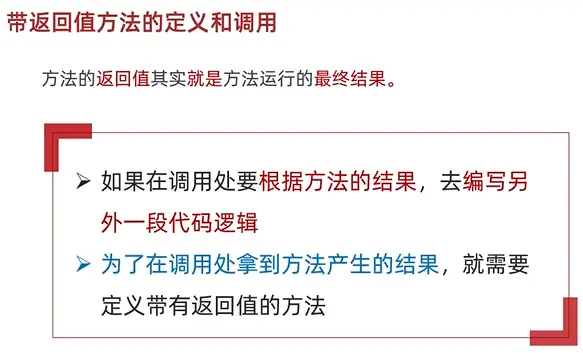 带返回值方法的定义和调用
方法的返回值其实就是方法运行的最终结果。
➢ 如果在调用处要根据方法的结果，去编写另
外一段代码逻辑
➢ 为了在调用处拿到方法产生的结果，就需要
定义带有返回值的方法